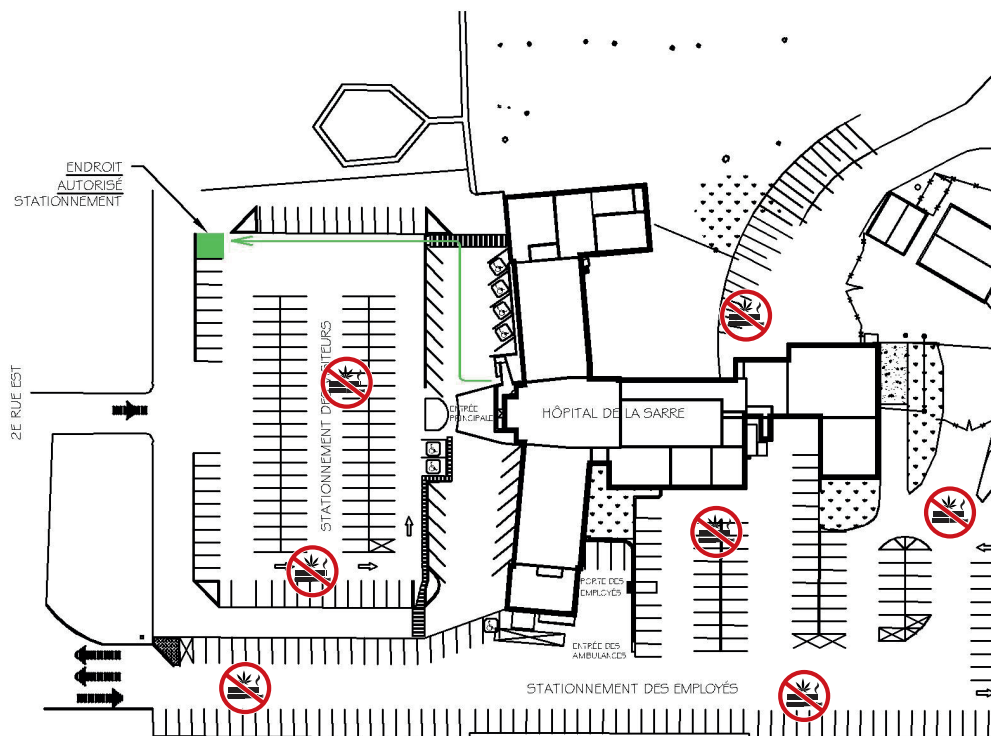 ENDROIT
AUTORISÉ
STATIONNEMENT
2E RUE EST
STATIONNEMENT DES VISITEURS
ENTRÉE
PRINCIPALE
HÔPITAL DE LA SARRE
PORTE DES
EMPLOYÉS
ENTRÉE DES
AMBULANCES
STATIONNEMENT DES EMPLOYÉS